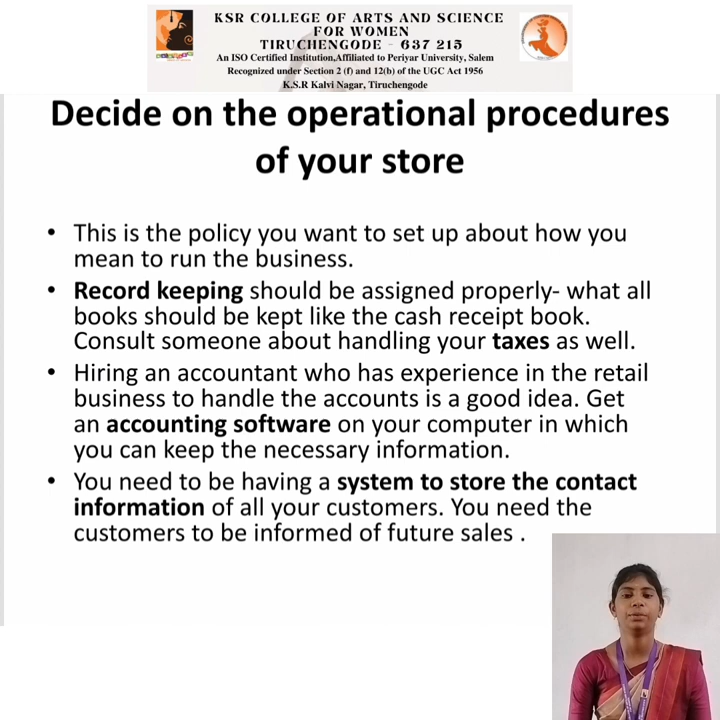 KSR COLLEGE OF ARTS AND SCIENCE
FOR WOMEN
TIRUCHENGODE - 637 215
An ISO Certified Institution,Affiliated to Periyar University, Salem
Recognized under Section 2 (f) and 12(b) of the UGC Act 1956
K.S.R Kalvi Nagar, Tiruchengode
Decide on the operational procedures
of your store
• This is the policy you want to set up about how you
mean to run the business.
• Record keeping should be assigned properly- what all
books should be kept like the cash receipt book.
Consult someone about handling your taxes as well.
• Hiring an accountant who has experience in the retail
business to handle the accounts is a good idea. Get
an accounting software on your computer in which
you can keep the necessary information.
• You need to be having a system to store the contact
information of all your customers. You need the
customers to be informed of future sales .